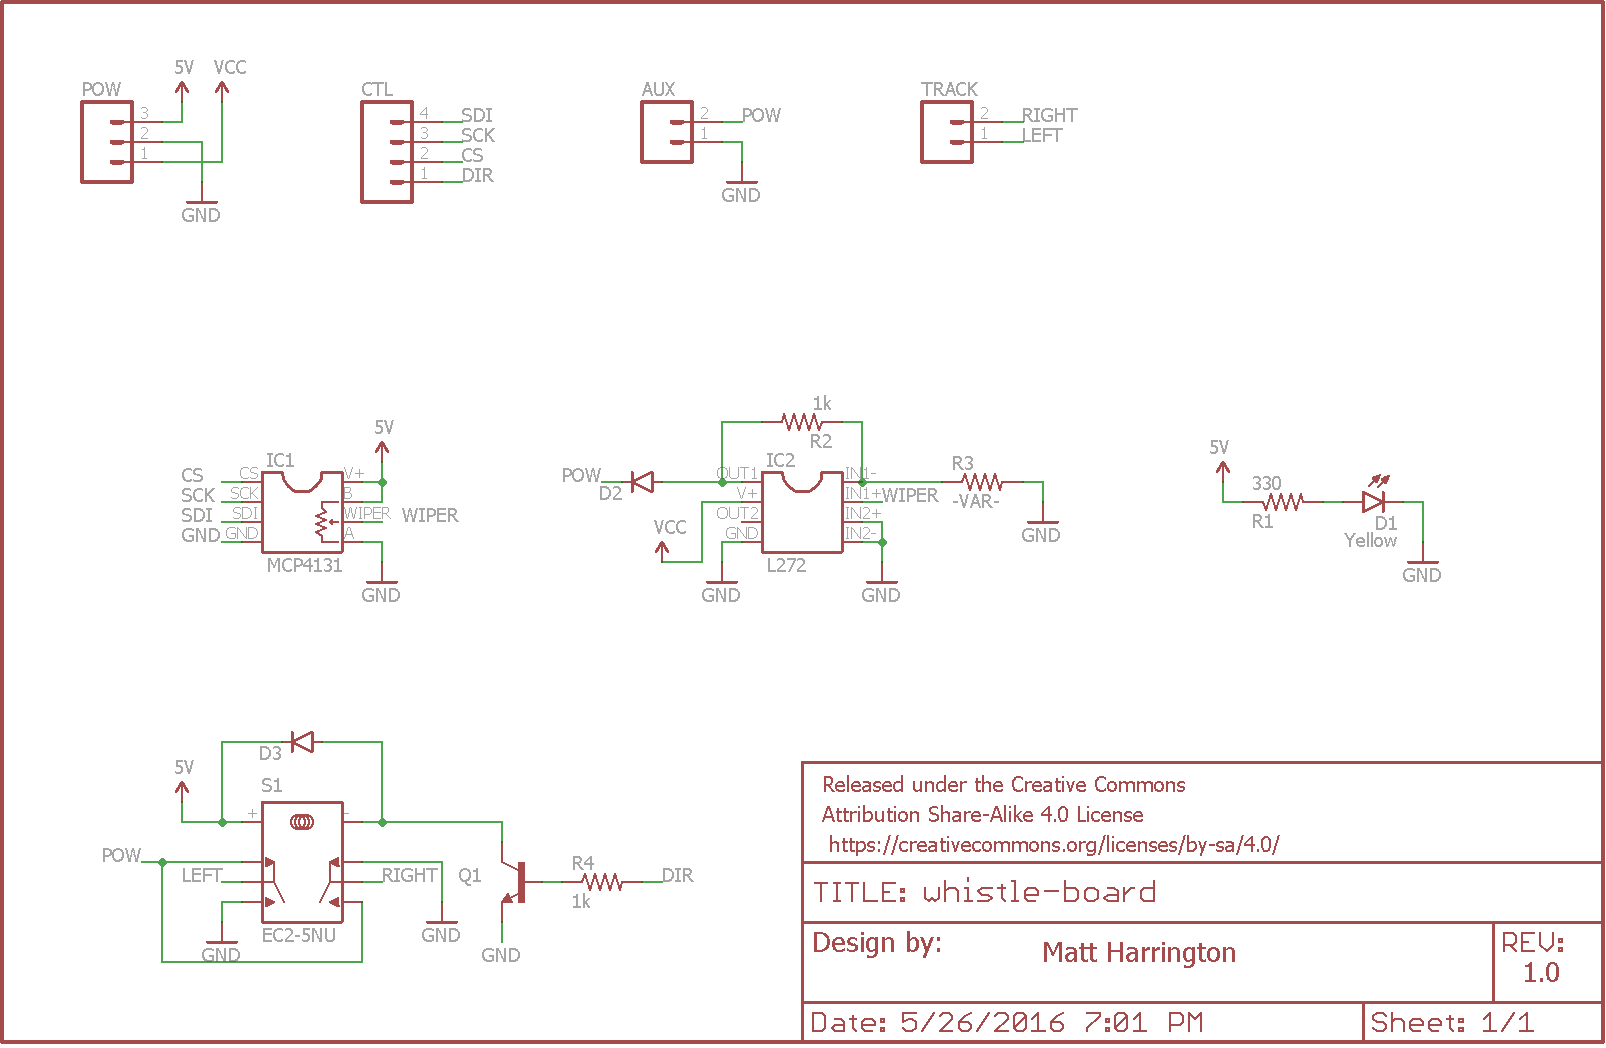 5V VCC
POW
3
2
1
GND
CTL
4 SDI
3 SCK
2 CS
1 DIR
AUX
2 POW
1
GND
TRACK
2 RIGHT
1 LEFT
5V
IC1
CS CS V+
SCK SCK B
SDI SDI WIPER WIPER
GND GND A
MCP4131
GND
1k
R2
IC2
POW OUT1 IN1-
D2 V+ IN1+ WIPER
OUT2 IN2+
VCC GND IN2-
L272
GND GND
R3
-VAR-
GND
5V
330
R1
D1
Yellow
GND
D3
5V S1
+ -
POW
LEFT RIGHT
EC2-5NU
GND GND
Q1
R4
1k
DIR
GND
Released under the Creative Commons
Attribution Share-Alike 4.0 License
https://creativecommons.org/licenses/by-sa/4.0/
TITLE: whistle-board
Design by: Matt Harrington
REV:
1.0
Date: 5/26/2016 7:01 PM
Sheet: 1/1